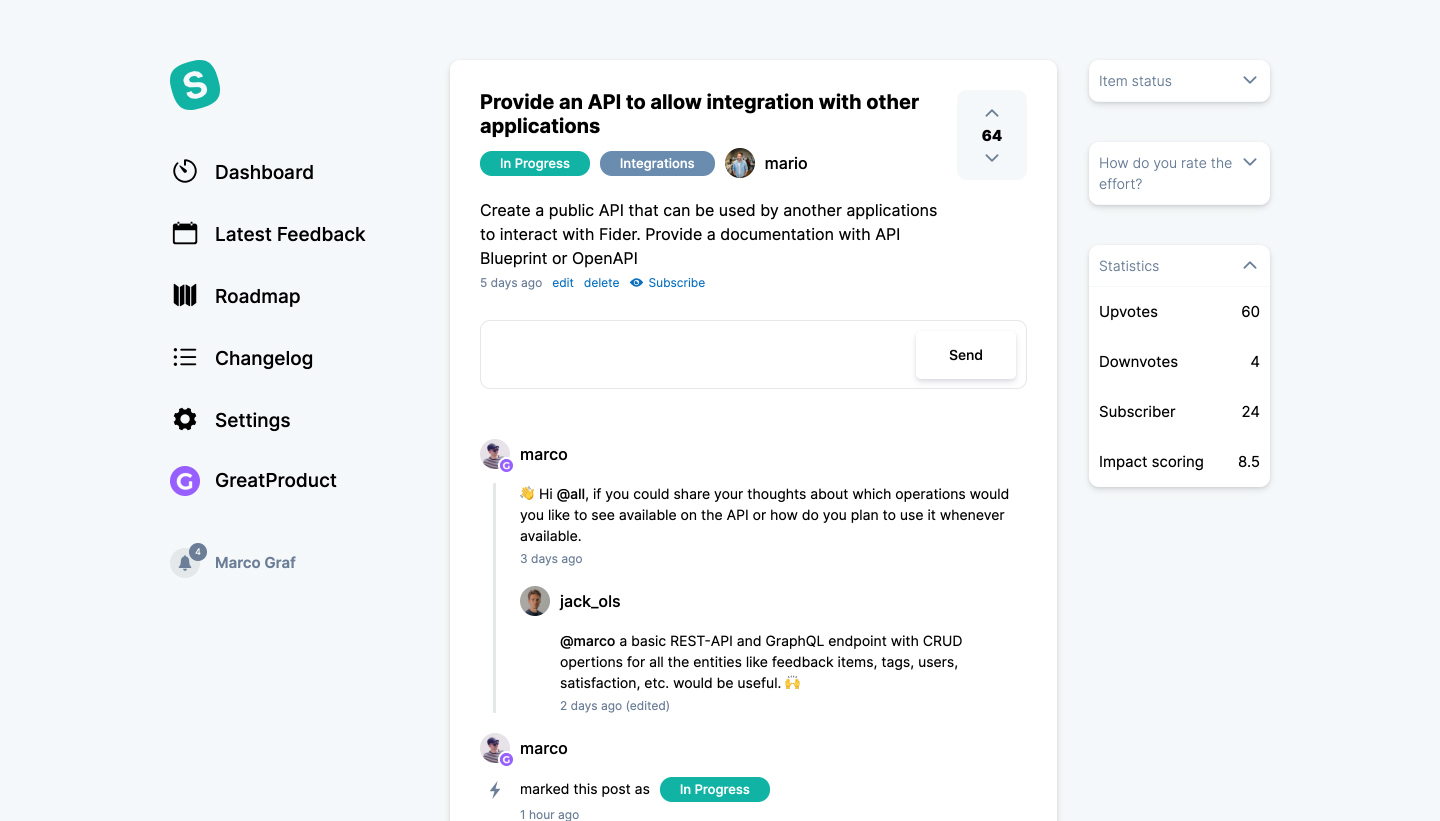 S
Dashboard
Latest Feedback
Roadmap
Changelog
Settings
G GreatProduct
4
Marco Graf
Provide an API to allow integration with other
applications
64
In Progress Integrations mario
Create a public API that can be used by another applications
to interact with Fider. Provide a documentation with API
Blueprint or OpenAPI
5 days ago edit delete Subscribe
Send
marco
G
👋 Hi @all, if you could share your thoughts about which operations would
you like to see available on the API or how do you plan to use it whenever
available.
3 days ago
jack_ols
@marco a basic REST-API and GraphQL endpoint with CRUD
opertions for all the entities like feedback items, tags, users,
satisfaction, etc. would be useful. 🙌
2 days ago (edited)
marco
G
marked this post as In Progress
1 hour ago
Item status
How do you rate the
effort?
Statistics
Upvotes 60
Downvotes 4
Subscriber 24
Impact scoring 8.5